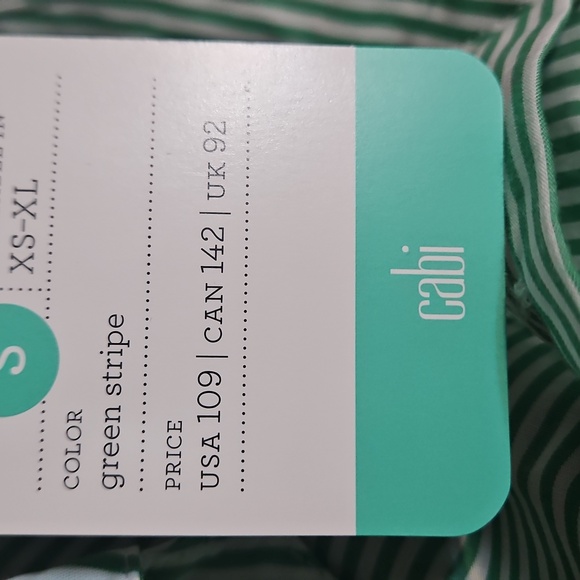 XS-XL
S
COLOR
green stripe
PRICE
USA 109 | CAN 142 | UK 92
cabi